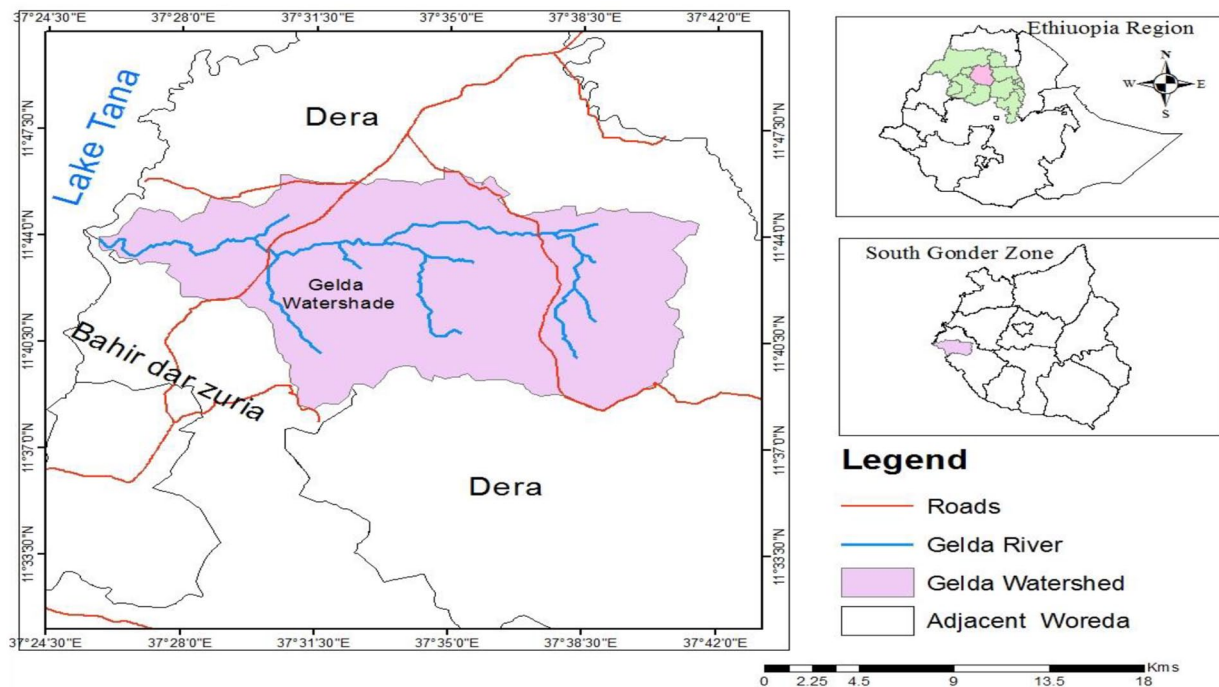 37°24'30"E 37°28'0"E 37°31'30"E 37°35'0"E 37°38'30"E 37°42'0"E
11°47'30"N
11°44'0"N
11°40'30"N
11°37'0"N
11°33'30"N
Lake Tana
Dera
Gelda
Watershade
Bahir dar zuria
Dera
11°47'30"N
11°44'0"N
11°40'30"N
11°37'0"N
11°33'30"N
37°24'30"E 37°28'0"E 37°31'30"E 37°35'0"E 37°38'30"E 37°42'0"E
Ethiuopia Region
N
W E
S
South Gonder Zone
Legend
Roads
Gelda River
Gelda Watershed
Adjacent Woreda
Kms
0 2.25 4.5 9 13.5 18